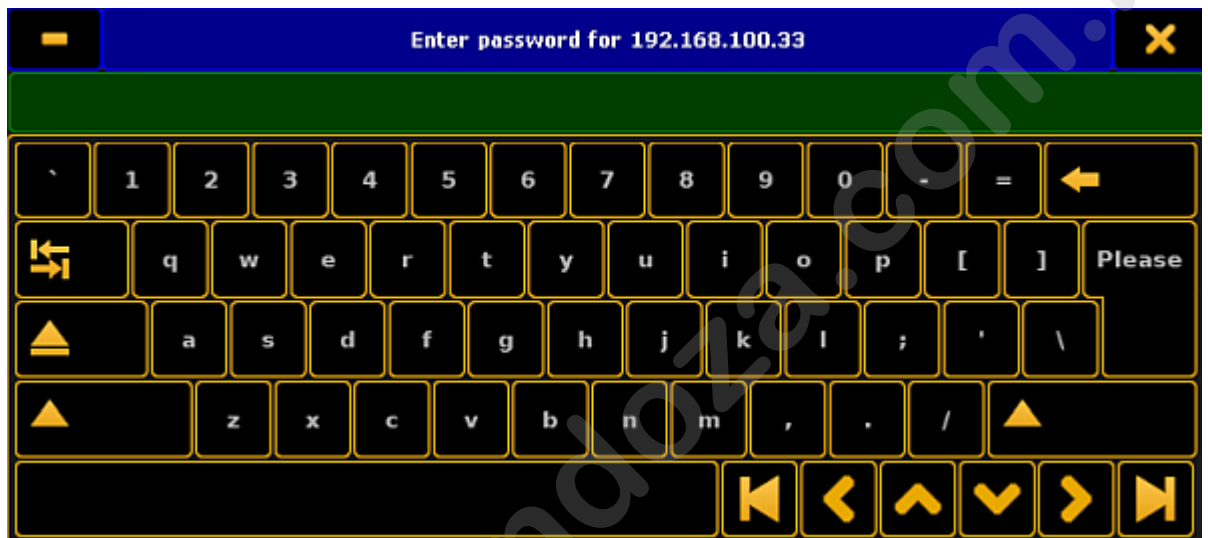 Enter password for 192.168.100.33
` 1 2 3 4 5 6 7 8 9 0 - =
q w e r t y u i o p [ ] Please
a s d f g h j k l ; ' \
z x c v b n m , . /